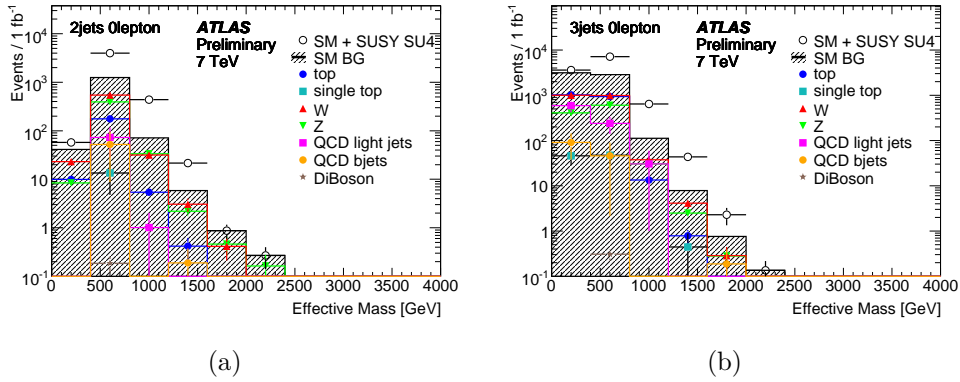 2jets 0lepton
ATLAS
Preliminary
7 TeV
SM + SUSY SU4
SM BG
top
single top
W
Z
QCD light jets
QCD bjets
DiBoson
Events / 1 fb⁻¹
10⁴
10³
10²
10
1
10⁻¹
0 500 1000 1500 2000 2500 3000 3500 4000
Effective Mass [GeV]
(a)
3jets 0lepton
ATLAS
Preliminary
7 TeV
SM + SUSY SU4
SM BG
top
single top
W
Z
QCD light jets
QCD bjets
DiBoson
Events / 1 fb⁻¹
10⁴
10³
10²
10
1
10⁻¹
0 500 1000 1500 2000 2500 3000 3500 4000
Effective Mass [GeV]
(b)